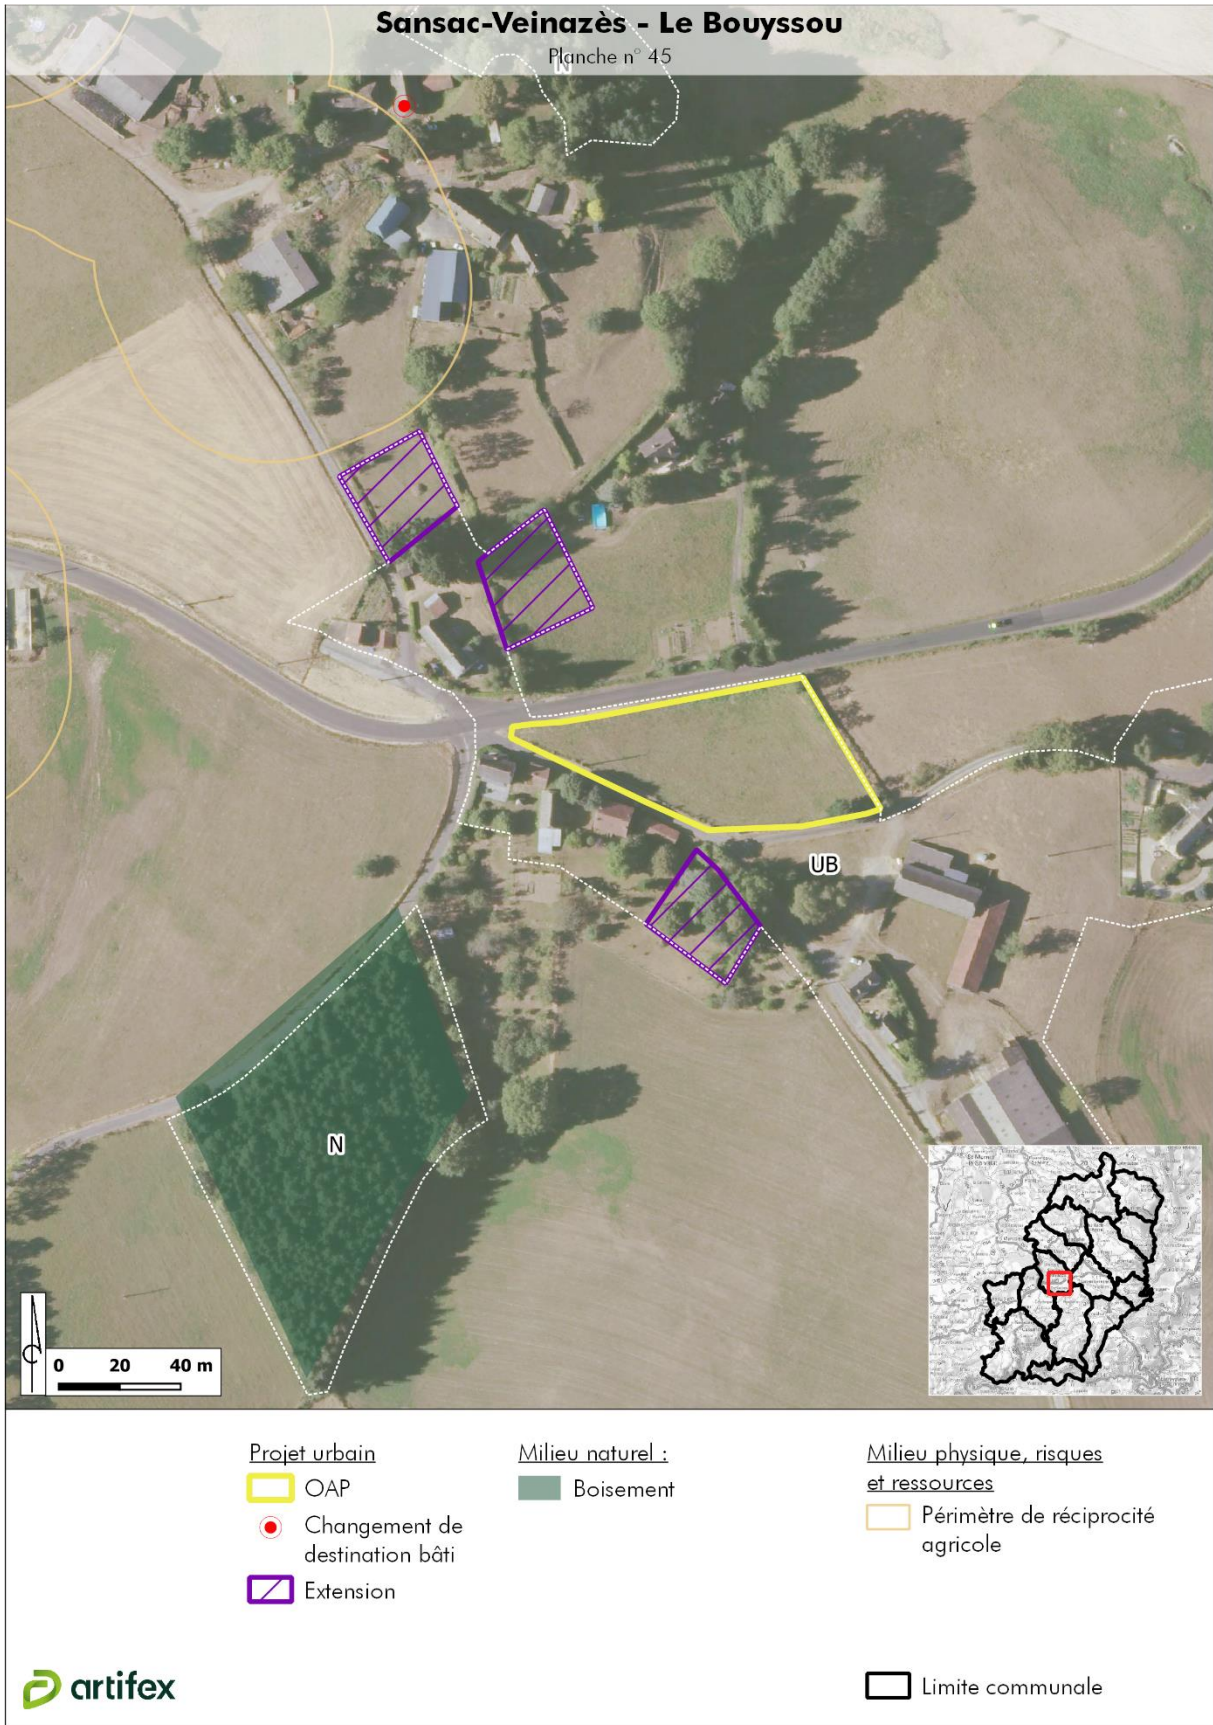 Sansac-Veinazès - Le Bouyssou
Planche n° 45
N
UB
N
0 20 40 m
Projet urbain
OAP
Changement de
destination bâti
Extension
Milieu naturel :
Boisement
Milieu physique, risques
et ressources
Périmètre de réciprocité
agricole
Limite communale
artifex